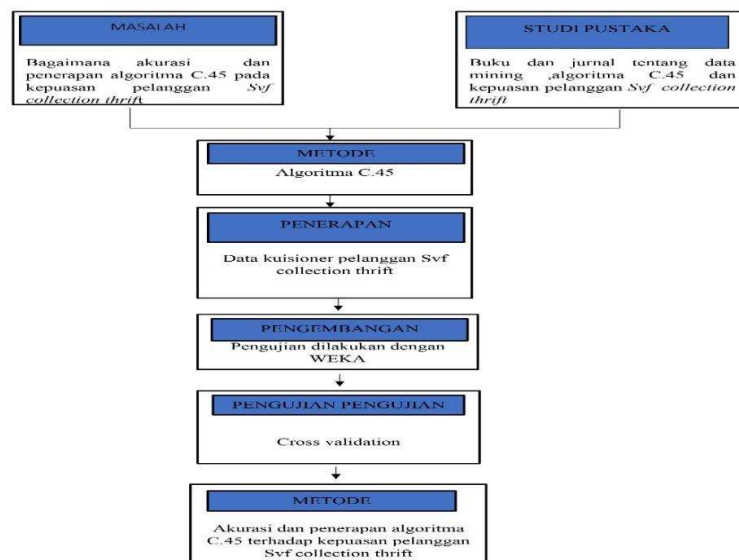 MASALAH
Bagaimana akurasi dan
penerapan algoritma C.45 pada
kepuasan pelanggan Svf
collection thrift
STUDI PUSTAKA
Buku dan jurnal tentang data
mining ,algoritma C.45 dan
kepuasan pelanggan Svf collection
thrift
METODE
Algoritma C.45
PENERAPAN
Data kuisioner pelanggan Svf
collection thrift
PENGEMBANGAN
Pengujian dilakukan dengan
WEKA
PENGUJIAN PENGUJIAN
Cross validation
METODE
Akurasi dan penerapan algoritma
C.45 terhadap kepuasan pelanggan
Svf collection thrift